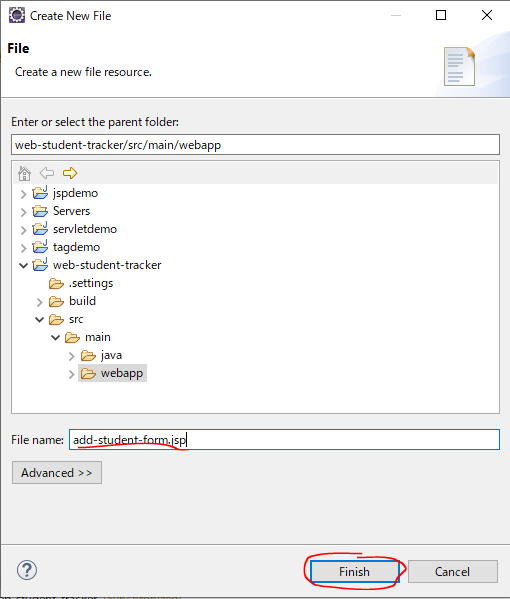 Create New File
File
Create a new file resource.
Enter or select the parent folder:
web-student-tracker/src/main/webapp
jspdemo
Servers
servletdemo
tagdemo
web-student-tracker
.settings
build
src
main
java
webapp
File name: add-student-form.jsp
Advanced >>
? Finish Cancel